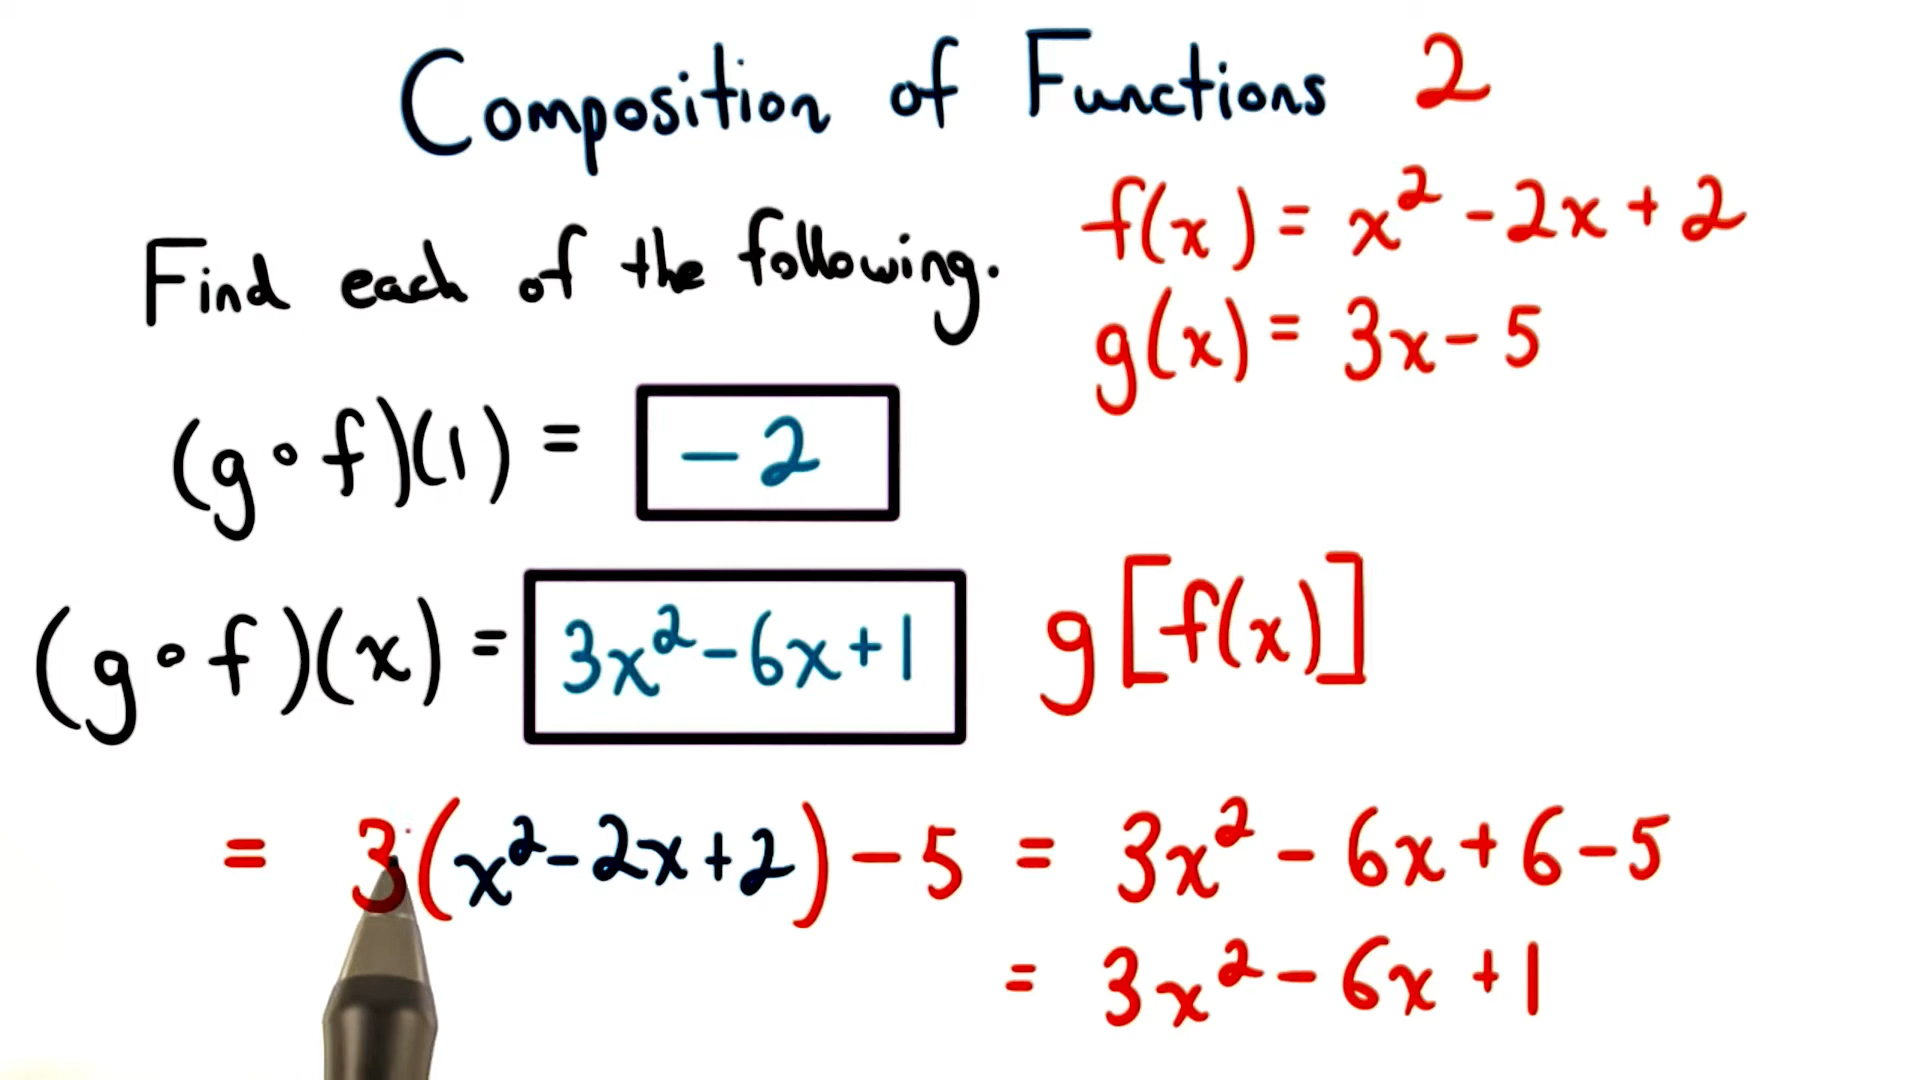 Composition of Functions 2
f(x) = x² - 2x + 2
Find each of the following.
g(x) = 3x - 5
(g ∘ f)(1) = -2
(g ∘ f)(x) = 3x² - 6x + 1 g[f(x)]
= 3(x² - 2x + 2) - 5 = 3x² - 6x + 6 - 5
= 3x² - 6x + 1